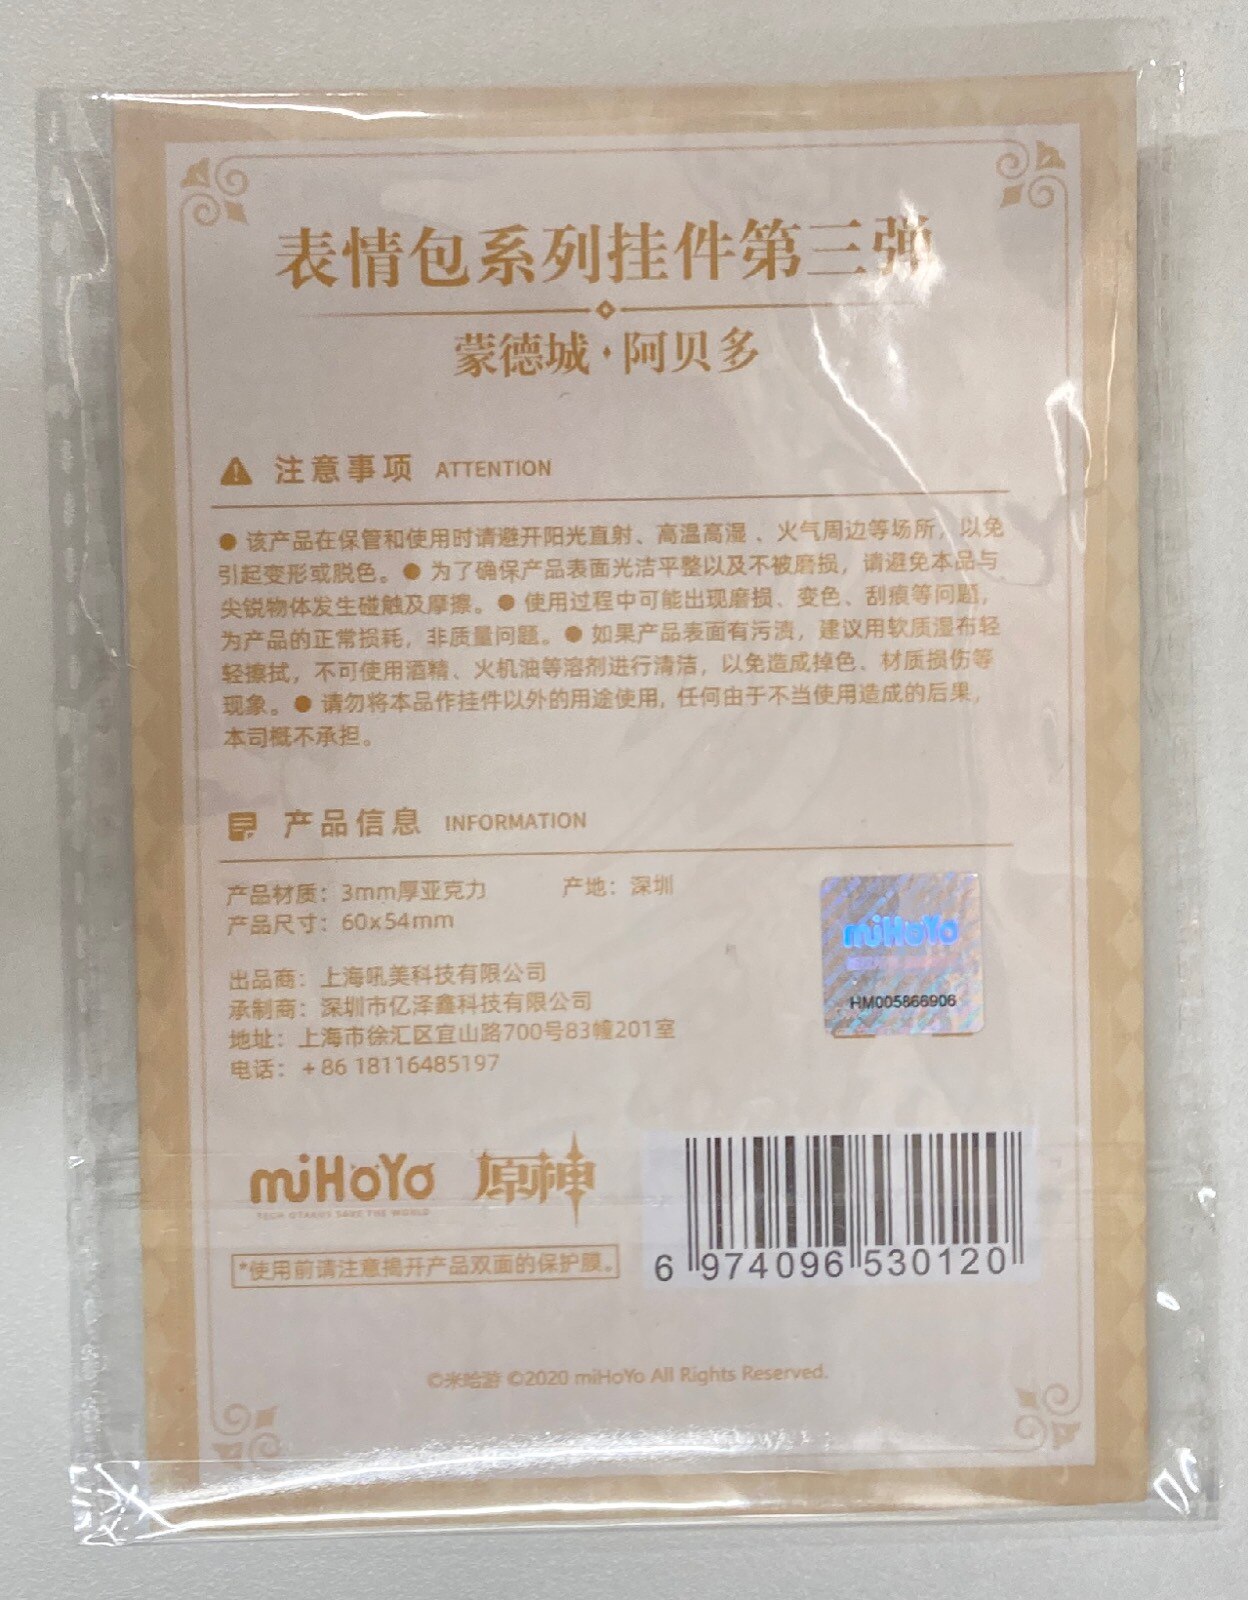 表情包系列挂件第三弹
蒙德城·阿贝多
注意事项 ATTENTION
● 该产品在保管和使用时请避开阳光直射、高温高湿、火气周边等场所，以免
引起变形或脱色。● 为了确保产品表面光洁平整以及不被磨损，请避免本品与
尖锐物体发生碰触及摩擦。● 使用过程中可能出现磨损、变色、刮痕等问题，
为产品的正常损耗，非质量问题。● 如果产品表面有污渍，建议用软质湿布轻
轻擦拭，不可使用酒精、火机油等溶剂进行清洁，以免造成掉色、材质损伤等
现象。● 请勿将本品作挂件以外的用途使用，任何由于不当使用造成的后果，
本司概不承担。
产品信息 INFORMATION
产品材质：3mm厚亚克力 产地：深圳
产品尺寸：60x54mm
出品商：上海吼美科技有限公司
承制商：深圳市亿泽鑫科技有限公司
地址：上海市徐汇区宜山路700号83幢201室
电话：+86 18116485197
miHoYo
HM005866906
miHoYo 原神
TECH OTAKUS SAVE THE WORLD
*使用前请注意揭开产品双面的保护膜。
6 974096 530120
©米哈游 ©2020 miHoYo All Rights Reserved.